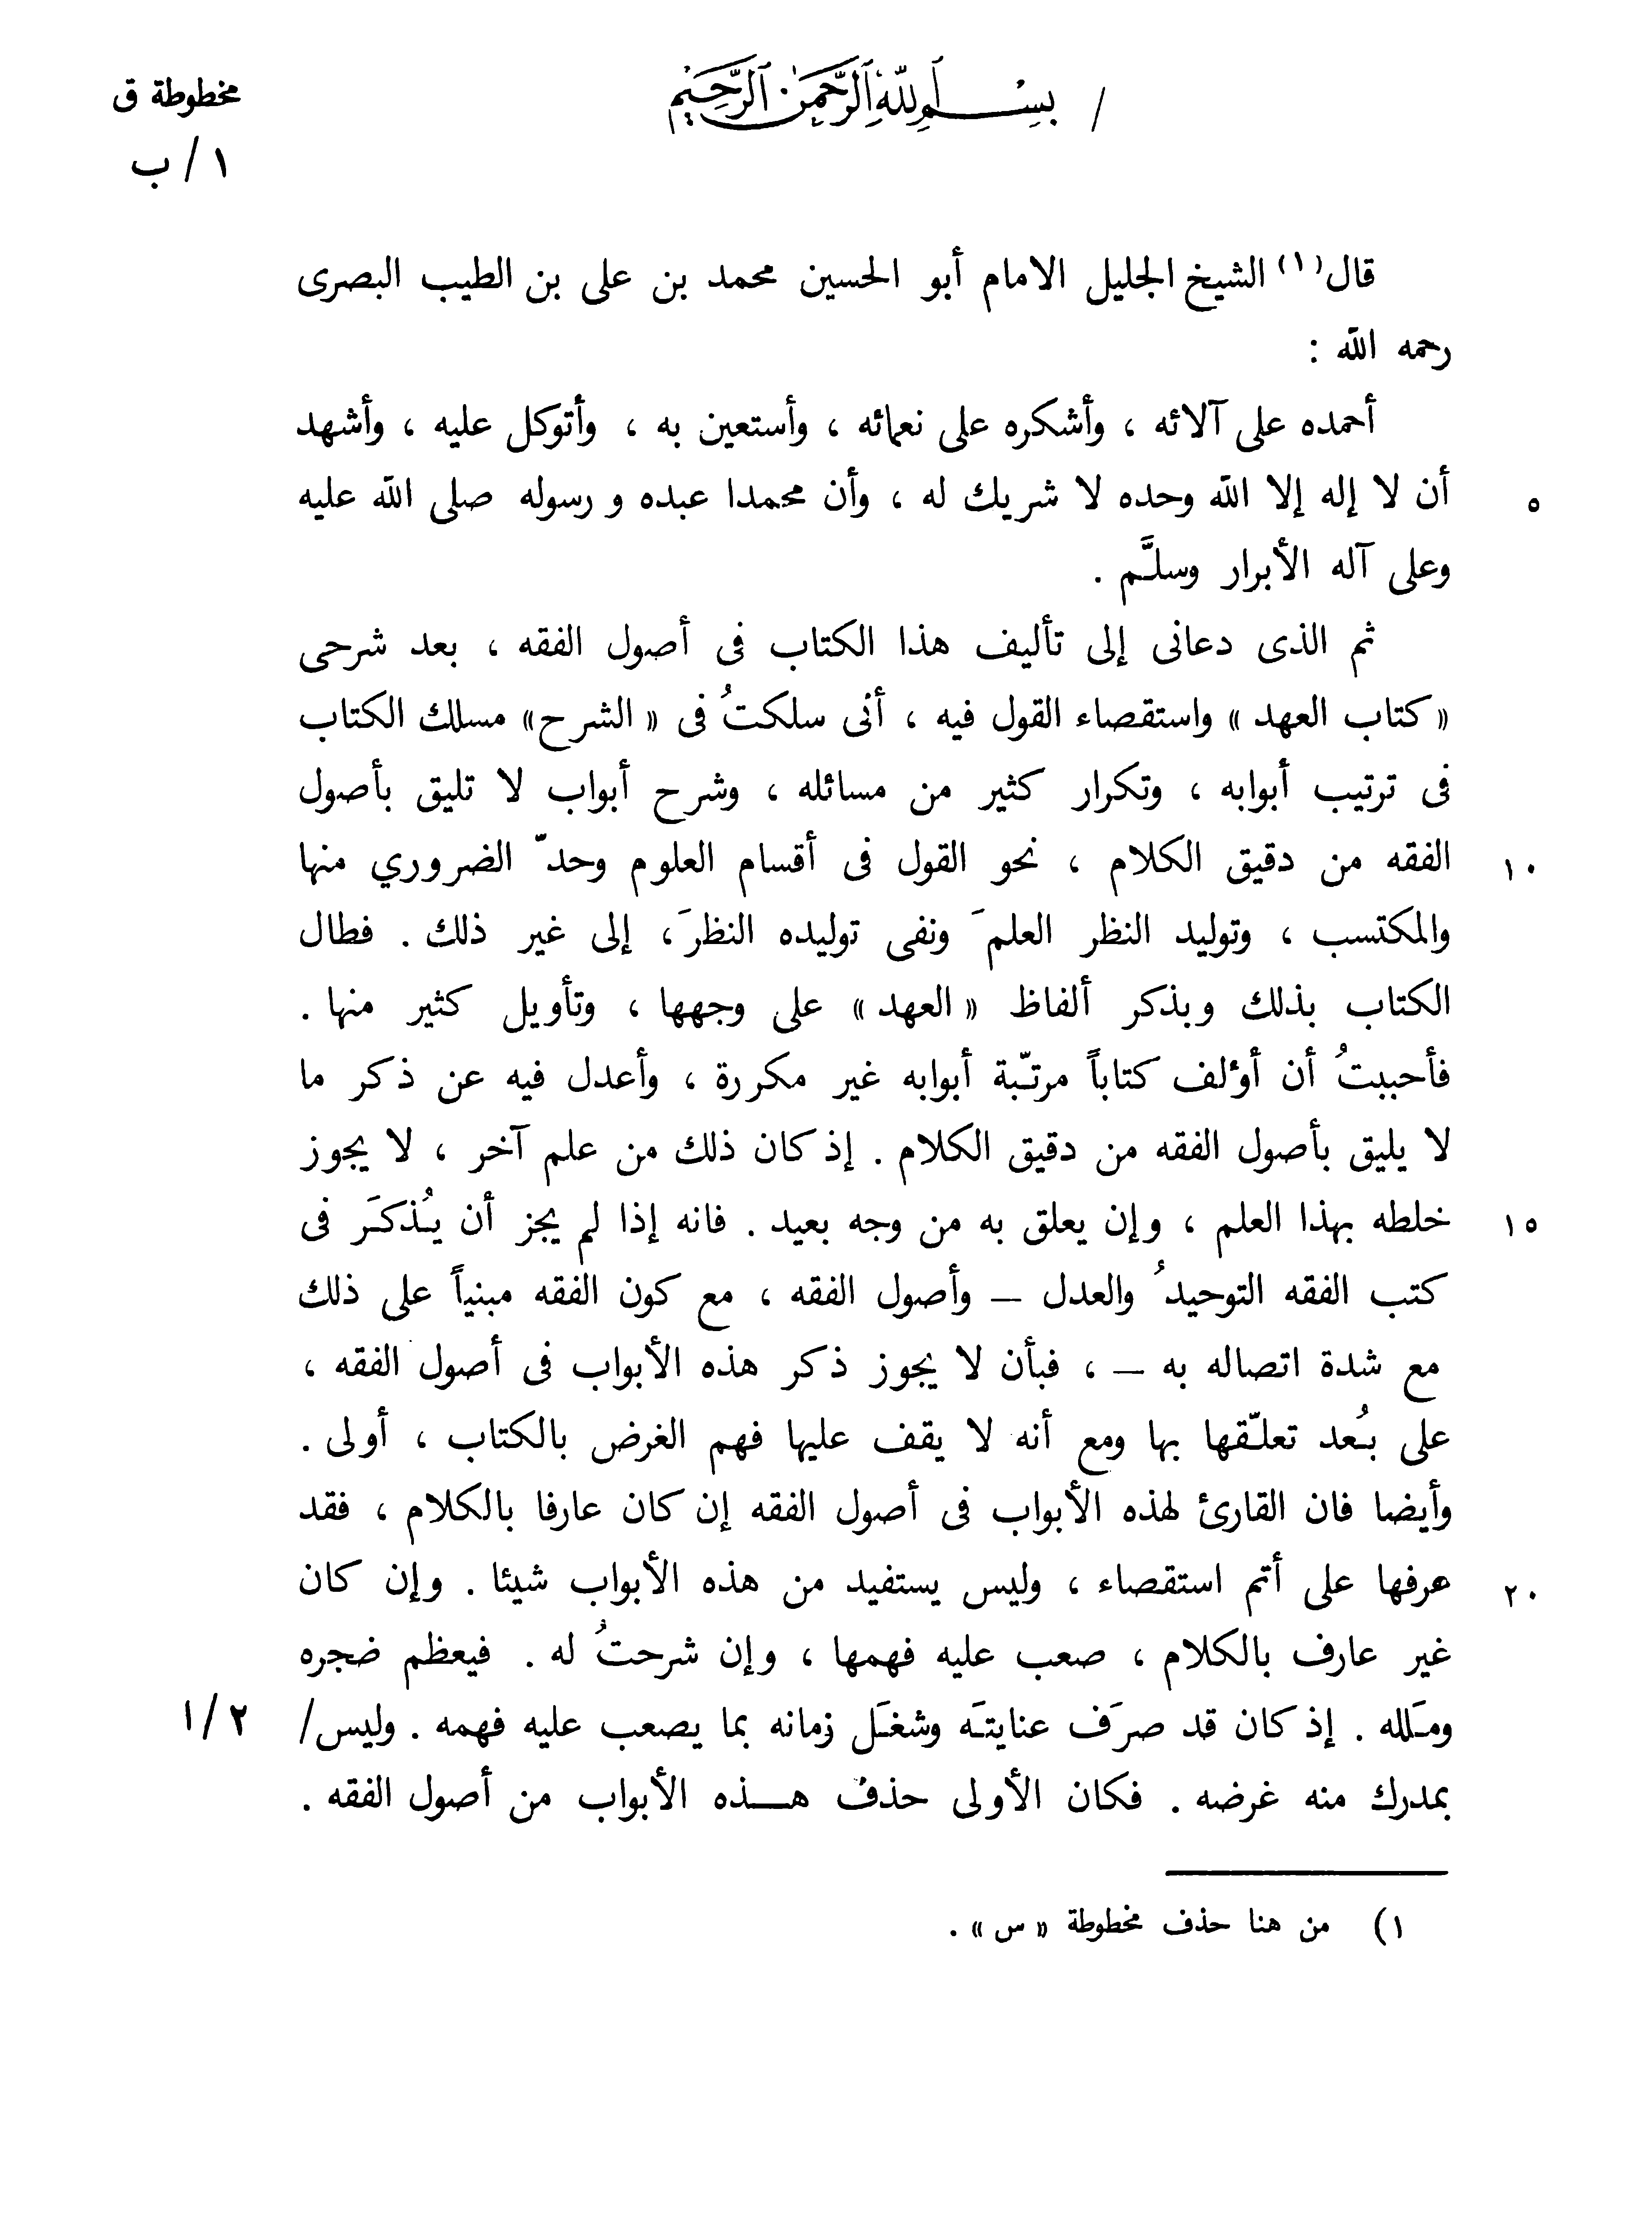 / بسم الله الرحمن الرحيم
مخطوطة ق
١ / ب
قال(١) الشيخ الجليل الامام أبو الحسين محمد بن على بن الطيب البصرى
رحمه الله :
أحمده على آلائه ، وأشكره على نعمائه ، وأستعين به ، وأتوكل عليه ، وأشهد
أن لا إله إلا الله وحده لا شريك له ، وأن محمدا عبده ورسوله صلى الله عليه ٥
وعلى آله الأبرار وسلَّم .
ثم الذى دعانى إلى تأليف هذا الكتاب فى أصول الفقه ، بعد شرحى
« كتاب العهد » واستقصاء القول فيه ، أنى سلكتُ فى « الشرح » مسلك الكتاب
فى ترتيب أبوابه ، وتكرار كثير من مسائله ، وشرح أبواب لا تليق بأصول
الفقه من دقيق الكلام ، نحو القول فى أقسام العلوم وحدّ الضروري منها ١٠
والمكتسب ، وتوليد النظر العلمَ ونفى توليده النظرَ ، إلى غير ذلك . فطال
الكتاب بذلك وبذكر ألفاظ « العهد » على وجهها ، وتأويل كثير منها .
فأحببتُ أن أؤلف كتاباً مرتّبة أبوابه غير مكررة ، وأعدل فيه عن ذكر ما
لا يليق بأصول الفقه من دقيق الكلام . إذ كان ذلك من علم آخر ، لا يجوز
خلطه بهذا العلم ، وإن يعلق به من وجه بعيد . فانه إذا لم يجز أن يُذكَر فى ١٥
كتب الفقه التوحيدُ والعدل — وأصول الفقه ، مع كون الفقه مبنياً على ذلك
مع شدة اتصاله به — ، فبأن لا يجوز ذكر هذه الأبواب فى أصول الفقه ،
على بُعد تعلّقها بها ومع أنه لا يقف عليها فهم الغرض بالكتاب ، أولى .
وأيضا فان القارئ لهذه الأبواب فى أصول الفقه إن كان عارفا بالكلام ، فقد
عرفها على أتم استقصاء ، وليس يستفيد من هذه الأبواب شيئا . وإن كان ٢٠
غير عارف بالكلام ، صعب عليه فهمها ، وإن شرحتُ له . فيعظم ضجره
ومَلله . إذ كان قد صرَف عنايتَه وشغَل زمانه بما يصعب عليه فهمه . وليس / ٢/ا
بمدرك منه غرضه . فكان الأولى حذفُ هـذه الأبواب من أصول الفقه .
١) من هنا حذف مخطوطة « س » .